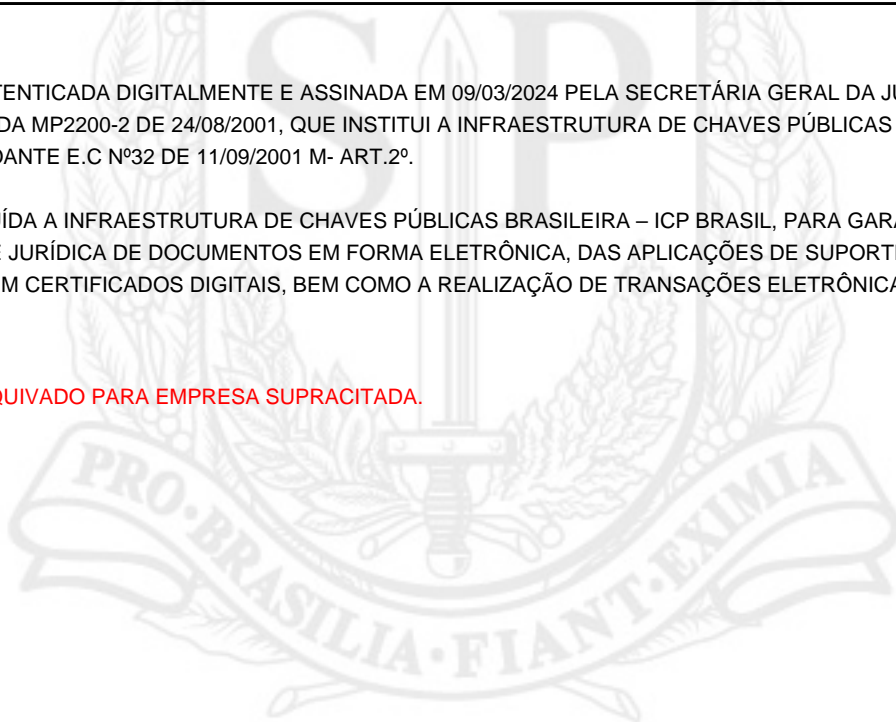 TENTICADA DIGITALMENTE E ASSINADA EM 09/03/2024 PELA SECRETÁRIA GERAL DA JU
DA MP2200-2 DE 24/08/2001, QUE INSTITUI A INFRAESTRUTURA DE CHAVES PÚBLICAS
DANTE E.C Nº32 DE 11/09/2001 M- ART.2º.
ÍDA A INFRAESTRUTURA DE CHAVES PÚBLICAS BRASILEIRA – ICP BRASIL, PARA GARA
E JURÍDICA DE DOCUMENTOS EM FORMA ELETRÔNICA, DAS APLICAÇÕES DE SUPORTE
M CERTIFICADOS DIGITAIS, BEM COMO A REALIZAÇÃO DE TRANSAÇÕES ELETRÔNICA
QUIVADO PARA EMPRESA SUPRACITADA.
SP
PRO·BRASILIA·FIANT·EXIMIA